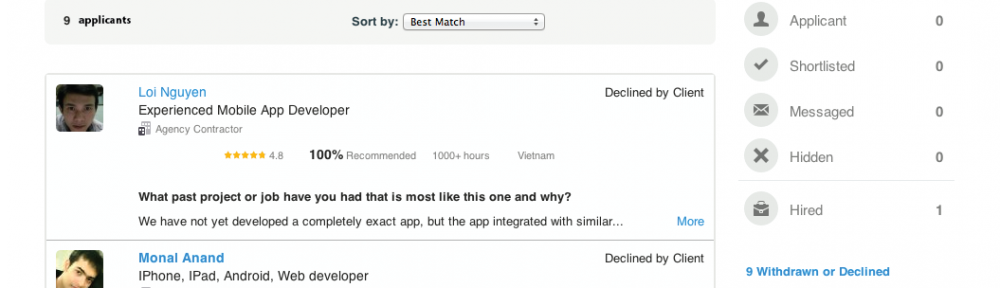 9 applicants
Sort by: Best Match
Loi Nguyen
Declined by Client
Experienced Mobile App Developer
Agency Contractor
4.8 100% Recommended 1000+ hours Vietnam
What past project or job have you had that is most like this one and why?
We have not yet developed a completely exact app, but the app integrated with similar... More
Monal Anand
Declined by Client
IPhone, IPad, Android, Web developer
Applicant 0
Shortlisted 0
Messaged 0
Hidden 0
Hired 1
9 Withdrawn or Declined